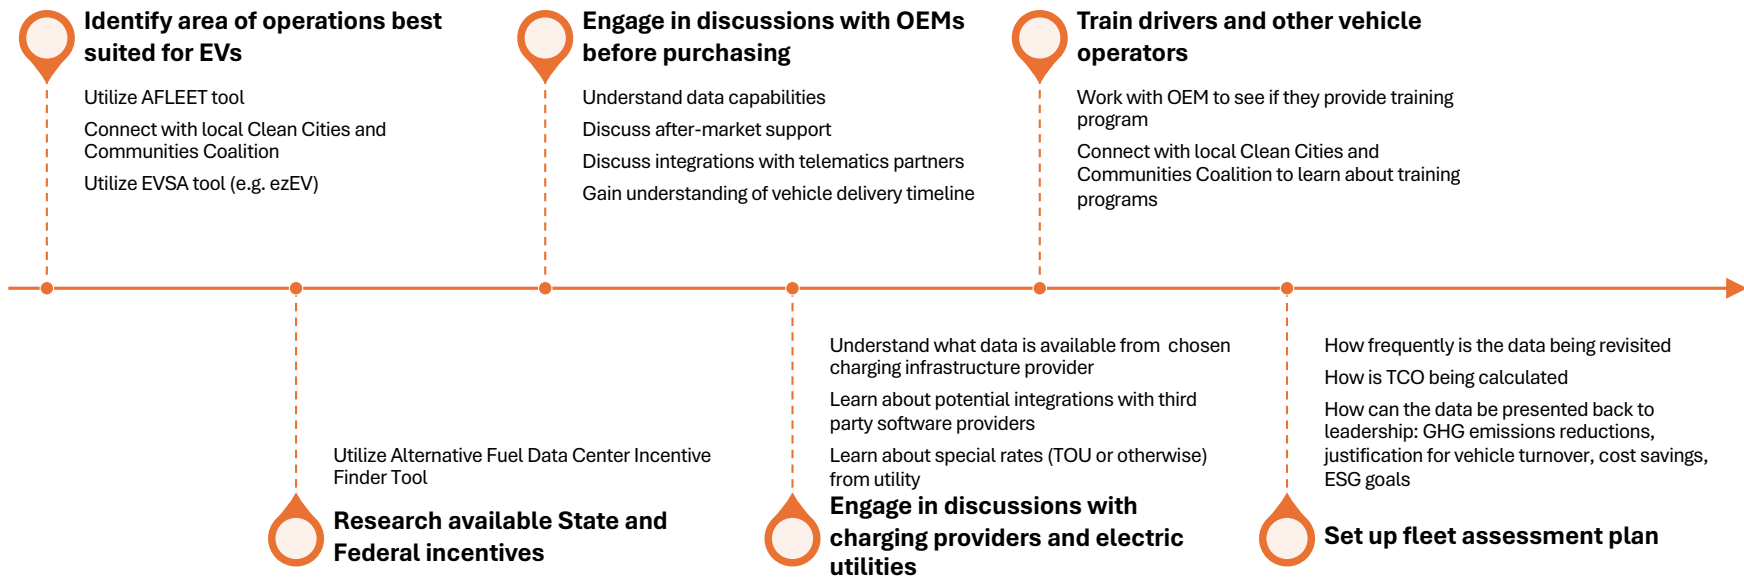 Identify area of operations best
suited for EVs
Utilize AFLEET tool
Connect with local Clean Cities and
Communities Coalition
Utilize EVSA tool (e.g. ezEV)
Engage in discussions with OEMs
before purchasing
Understand data capabilities
Discuss after-market support
Discuss integrations with telematics partners
Gain understanding of vehicle delivery timeline
Train drivers and other vehicle
operators
Work with OEM to see if they provide training
program
Connect with local Clean Cities and
Communities Coalition to learn about training
programs
Utilize Alternative Fuel Data Center Incentive
Finder Tool
Research available State and
Federal incentives
Understand what data is available from chosen
charging infrastructure provider
Learn about potential integrations with third
party software providers
Learn about special rates (TOU or otherwise)
from utility
Engage in discussions with
charging providers and electric
utilities
How frequently is the data being revisited
How is TCO being calculated
How can the data be presented back to
leadership: GHG emissions reductions,
justification for vehicle turnover, cost savings,
ESG goals
Set up fleet assessment plan